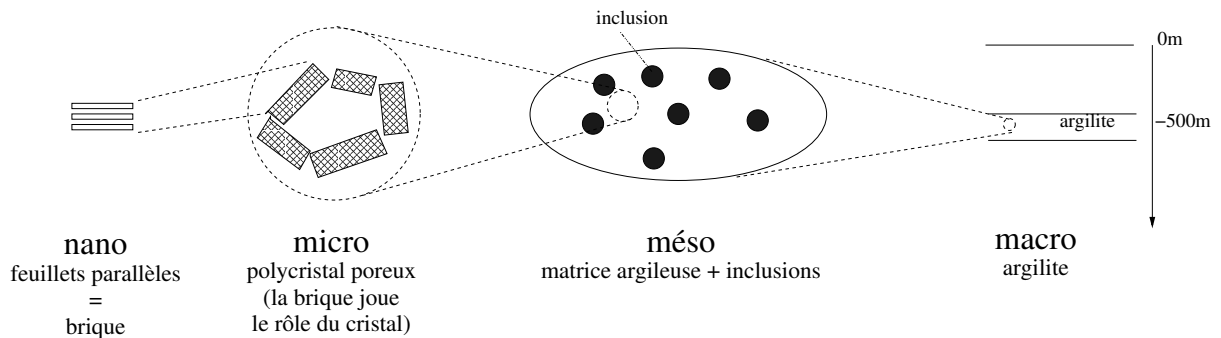 inclusion
0m
argilite
−500m
nano
feuillets parallèles
=
brique
micro
polycristal poreux
(la brique joue
le rôle du cristal)
méso
matrice argileuse + inclusions
macro
argilite